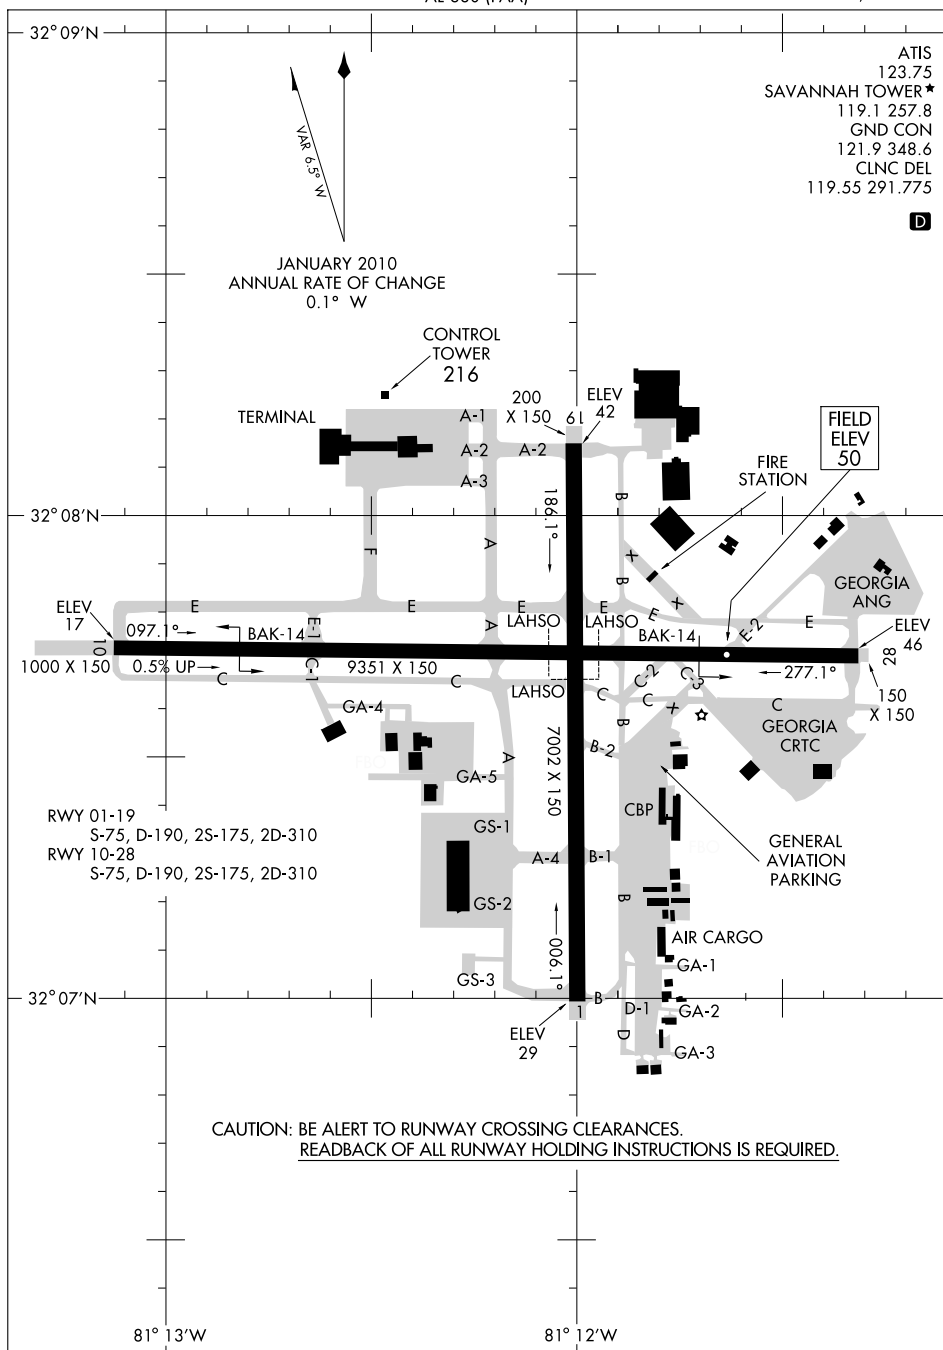 32°09'N
ATIS
123.75
SAVANNAH TOWER★
119.1 257.8
GND CON
121.9 348.6
CLNC DEL
119.55 291.775
D
VAR 6.5° W
JANUARY 2010
ANNUAL RATE OF CHANGE
0.1° W
CONTROL
TOWER
216
TERMINAL
A-1
A-2
A-2
A-3
200
X 150
19
ELEV
42
FIELD
ELEV
50
FIRE
STATION
32°08'N
186.1°
B
X
B
A
F
GEORGIA
ANG
E
E
E
E
E
X
E-2
E
ELEV
17
097.1°
E-1
BAK-14
A
LAHSO
LAHSO
BAK-14
ELEV
46
10
28
1000 X 150
0.5% UP
9351 X 150
277.1°
C
C-1
C
LAHSO
C
C-2
C
C-3
C
150
X 150
X
GA-4
B
GEORGIA
CRTC
7002 X 150
B-2
A
GA-5
CBP
RWY 01-19
S-75, D-190, 2S-175, 2D-310
RWY 10-28
S-75, D-190, 2S-175, 2D-310
GS-1
A-4
B-1
GENERAL
AVIATION
PARKING
GS-2
B
AIR CARGO
006.1°
GA-1
GS-3
32°07'N
B
D-1
GA-2
1
ELEV
29
D
GA-3
CAUTION: BE ALERT TO RUNWAY CROSSING CLEARANCES.
READBACK OF ALL RUNWAY HOLDING INSTRUCTIONS IS REQUIRED.
81°13'W
81°12'W